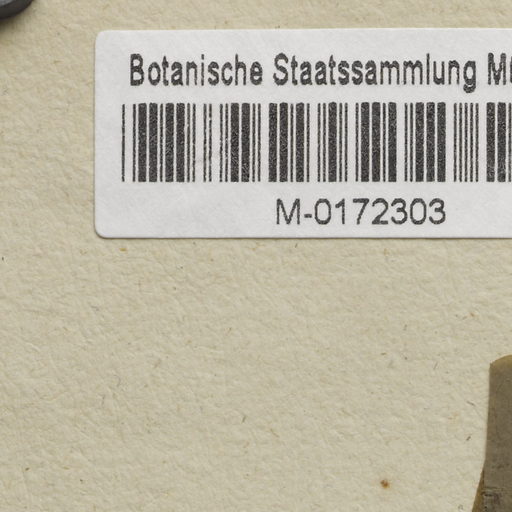 Botanische Staatssammlung
M-0172303